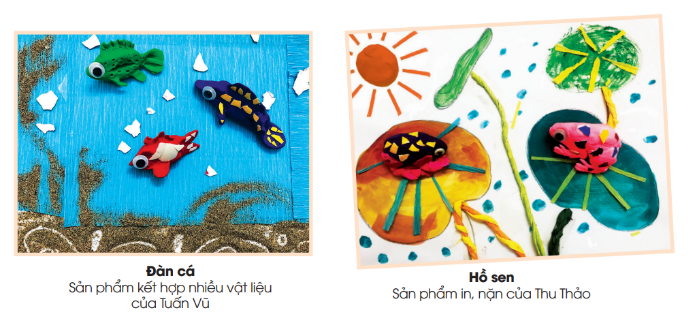 Đàn cá
Sản phẩm kết hợp nhiều vật liệu
của Tuấn Vũ
Hồ sen
Sản phẩm in, nặn của Thu Thảo